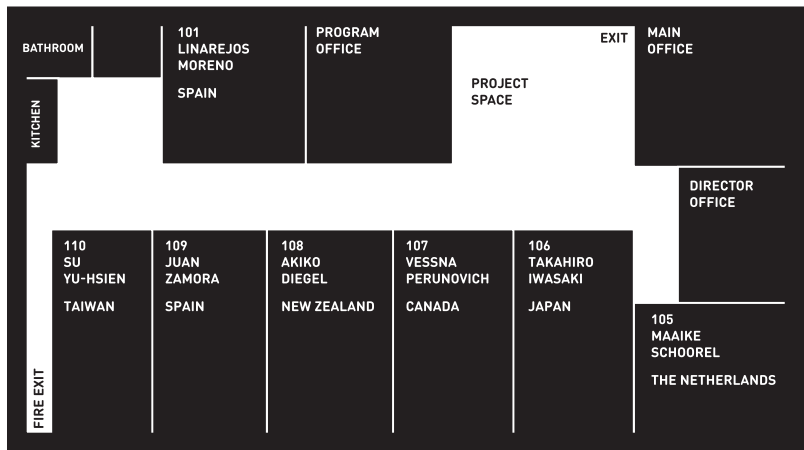 BATHROOM
101
LINAREJOS
MORENO
SPAIN
PROGRAM
OFFICE
EXIT
PROJECT
SPACE
MAIN
OFFICE
KITCHEN
DIRECTOR
OFFICE
110
SU
YU-HSIEN
TAIWAN
109
JUAN
ZAMORA
SPAIN
108
AKIKO
DIEGEL
NEW ZEALAND
107
VESSNA
PERUNOVICH
CANADA
106
TAKAHIRO
IWASAKI
JAPAN
105
MAAIKE
SCHOOREL
THE NETHERLANDS
FIRE EXIT